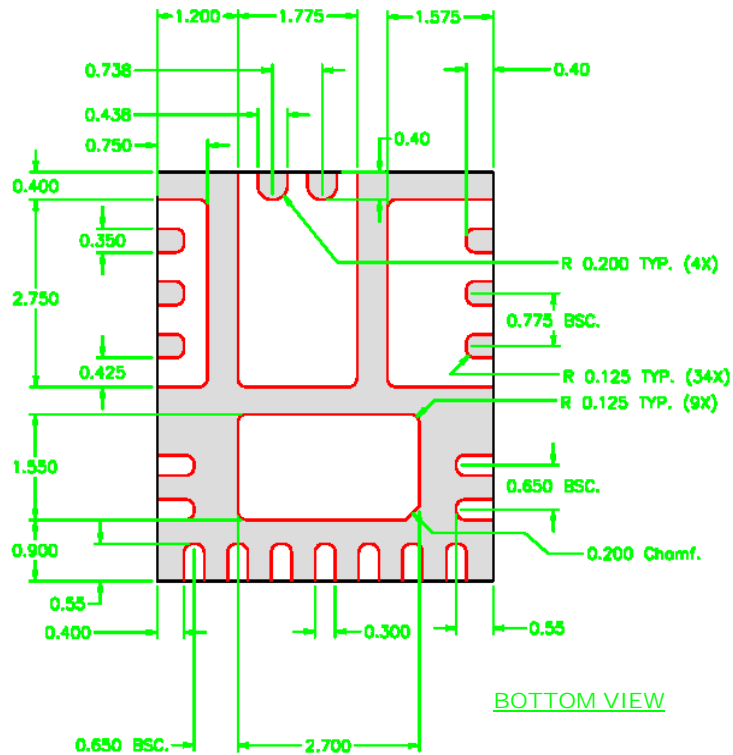 1.200 1.775 1.575
0.738 0.40
0.438
0.40
0.750
0.400
0.350
R 0.200 TYP. (4X)
2.750
0.775 BSC.
0.425
R 0.125 TYP. (34X)
R 0.125 TYP. (9X)
1.550
0.650 BSC.
0.900
0.200 Chamf.
0.55
0.400 0.300 0.55
BOTTOM VIEW
0.650 BSC. 2.700